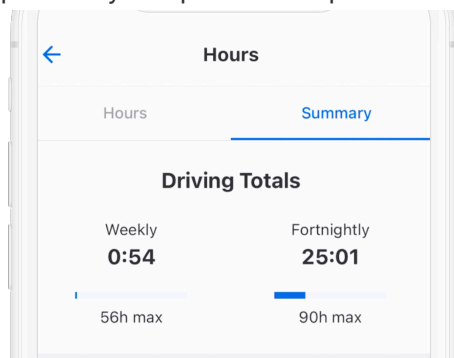 Hours
Hours Summary
Driving Totals
Weekly Fortnightly
0:54 25:01
56h max 90h max